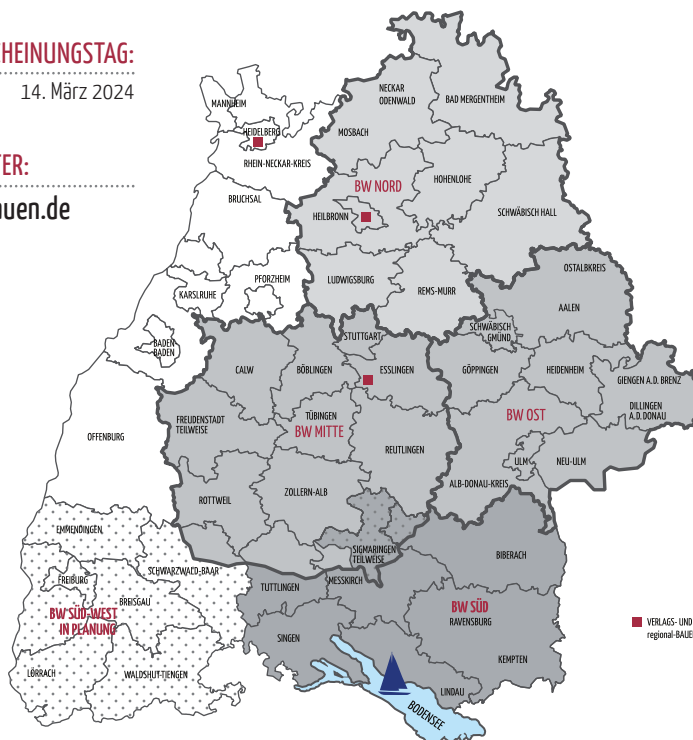 HEINUNGSTAG:
14. März 2024
TER:
auen.de
MANNHEIM
HEIDELBERG
RHEIN-NECKAR-KREIS
BRUCHSAL
KARLSRUHE
PFORZHEIM
BADEN-
BADEN
OFFENBURG
NECKAR
ODENWALD
BAD MERGENTHEIM
MOSBACH
BW NORD
HOHENLOHE
HEILBRONN
SCHWÄBISCH HALL
LUDWIGSBURG
REMS-MURR
OSTALBKREIS
AALEN
SCHWÄBISCH
GMÜND
GÖPPINGEN
HEIDENHEIM
GIENGEN A.D. BRENZ
DILLINGEN
A.D. DONAU
BW OST
ULM
NEU-ULM
ALB-DONAU-KREIS
STUTTGART
CALW
BÖBLINGEN
ESSLINGEN
FREUDENSTADT
TEILWEISE
TÜBINGEN
BW MITTE
REUTLINGEN
ROTTWEIL
ZOLLERN-ALB
SIGMARINGEN
TEILWEISE
EMMENDINGEN
FREIBURG
SCHWARZWALD-BAAR
BREISGAU
BW SÜD-WEST
IN PLANUNG
LÖRRACH
WALDSHUT-TIENGEN
TUTTLINGEN
MESSKIRCH
BIBERACH
BW SÜD
RAVENSBURG
SINGEN
KEMPTEN
LINDAU
BODENSEE
VERLAGS- UND
regional-BAUE